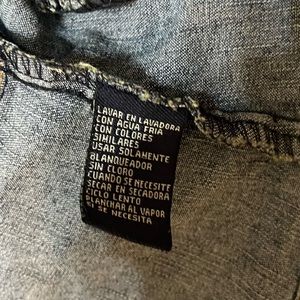 LAVAR EN LAVADORA
CON AGUA FRIA
CON COLORES
SIMILARES
USAR SOLAMENTE
BLANQUEADOR
SIN CLORO
CUANDO SE NECESITE
SECAR EN SECADORA
CICLO LENTO
PLANCHAR AL VAPOR
SI SE NECESITA